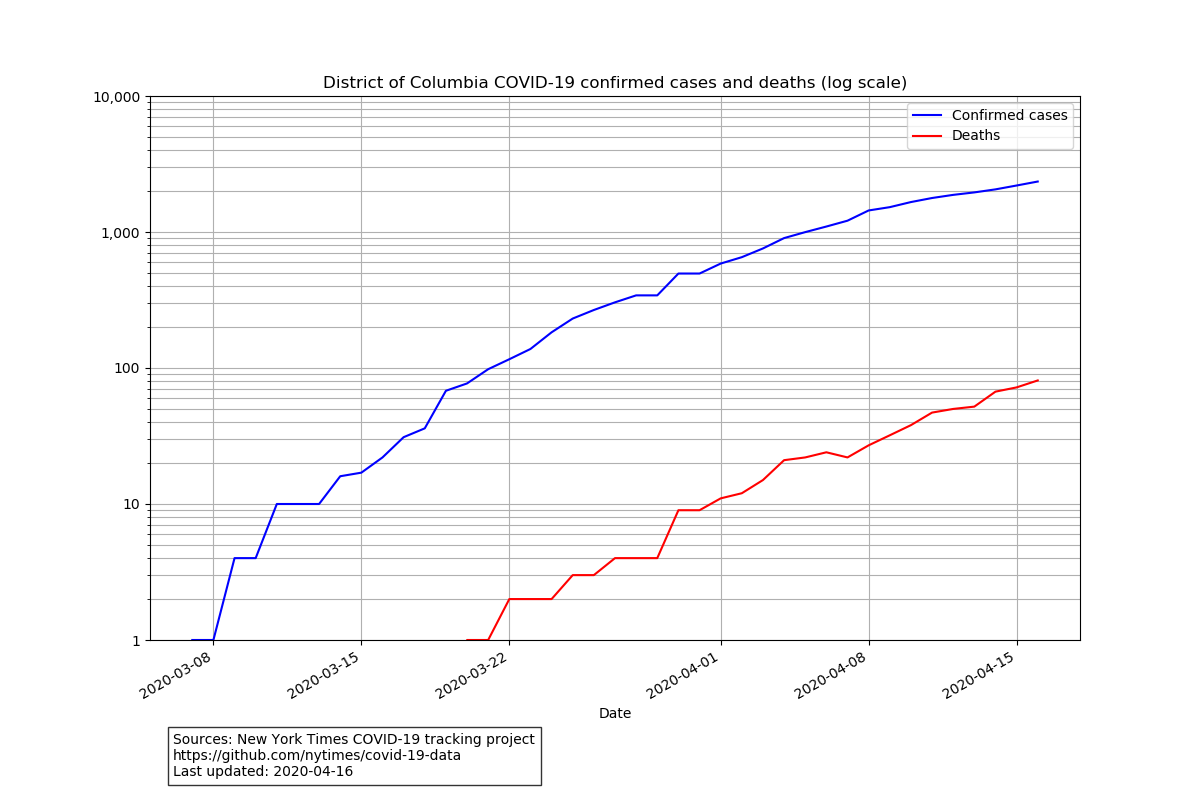 District of Columbia COVID-19 confirmed cases and deaths (log scale)
10,000
1,000
100
10
1
Confirmed cases
Deaths
2020-03-08
2020-03-15
2020-03-22
2020-04-01
2020-04-08
2020-04-15
Date
Sources: New York Times COVID-19 tracking project
https://github.com/nytimes/covid-19-data
Last updated: 2020-04-16